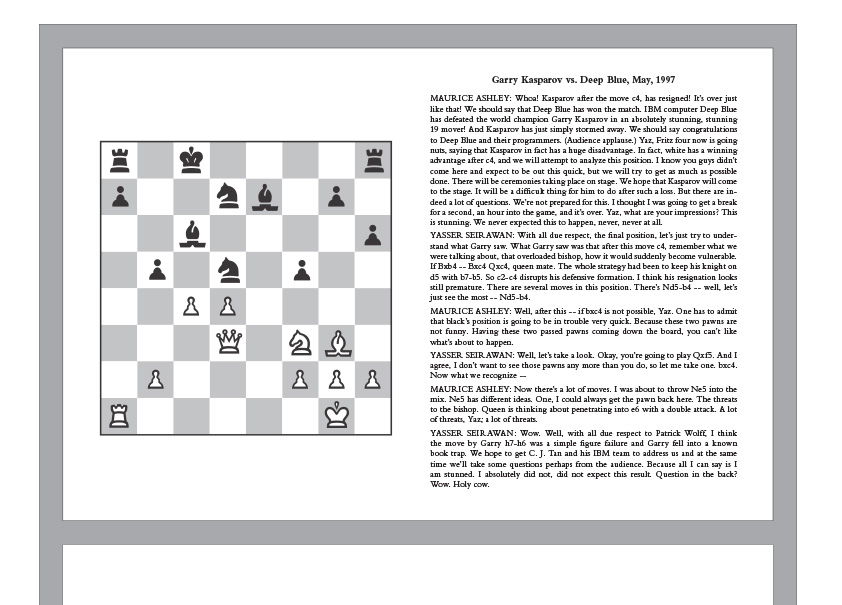 Garry Kasparov vs. Deep Blue, May, 1997
MAURICE ASHLEY: Whoa! Kasparov after the move c4, has resigned! It's over just
like that! We should say that Deep Blue has won the match. IBM computer Deep Blue
has defeated the world champion Garry Kasparov in an absolutely stunning, stunning
19 mover! And Kasparov has just simply stormed away. We should say congratulations
to Deep Blue and their programmers. (Audience applause.) Yaz, Fritz four now is going
nuts, saying that Kasparov in fact has a huge disadvantage. In fact, white has a winning
advantage after c4, and we will attempt to analyze this position. I know you guys didn't
come here and expect to be out this quick, but we will try to get as much as possible
done. There will be ceremonies taking place on stage. We hope that Kasparov will come
to the stage. It will be a difficult thing for him to do after such a loss. But there are in-
deed a lot of questions. We're not prepared for this. I thought I was going to get a break
for a second, an hour into the game, and it's over. Yaz, what are your impressions? This
is stunning. We never expected this to happen, never, never at all.
YASSER SEIRAWAN: With all due respect, the final position, let's just try to under-
stand what Garry saw. What Garry saw was that after this move c4, remember what we
were talking about, that overloaded bishop, how it would suddenly become vulnerable.
If Bxb4 -- Bxc4 Qxc4, queen mate. The whole strategy had been to keep his knight on
d5 with b7-b5. So c2-c4 disrupts his defensive formation. I think his resignation looks
still premature. There are several moves in this position. There's Nd5-b4 -- well, let's
just see the most -- Nd5-b4.
MAURICE ASHLEY: Well, after this -- if bxc4 is not possible, Yaz. One has to admit
that black's position is going to be in trouble very quick. Because these two pawns are
not funny. Having these two passed pawns coming down the board, you can't like
what's about to happen.
YASSER SEIRAWAN: Well, let's take a look. Okay, you're going to play Qxf5. And I
agree, I don't want to see those pawns any more than you do, so let me take one. bxc4.
Now what we recognize —
MAURICE ASHLEY: Now there's a lot of moves. I was about to throw Ne5 into the
mix. Ne5 has different ideas. One, I could always get the pawn back here. The threats
to the bishop. Queen is thinking about penetrating into e6 with a double attack. A lot
of threats, Yaz; a lot of threats.
YASSER SEIRAWAN: Wow. Well, with all due respect to Patrick Wolff, I think
the move by Garry h7-h6 was a simple figure failure and Garry fell into a known
book trap. We hope to get C. J. Tan and his IBM team to address us and at the same
time we'll take some questions perhaps from the audience. Because all I can say is I
am stunned. I absolutely did not, did not expect this result. Question in the back?
Wow. Holy cow.